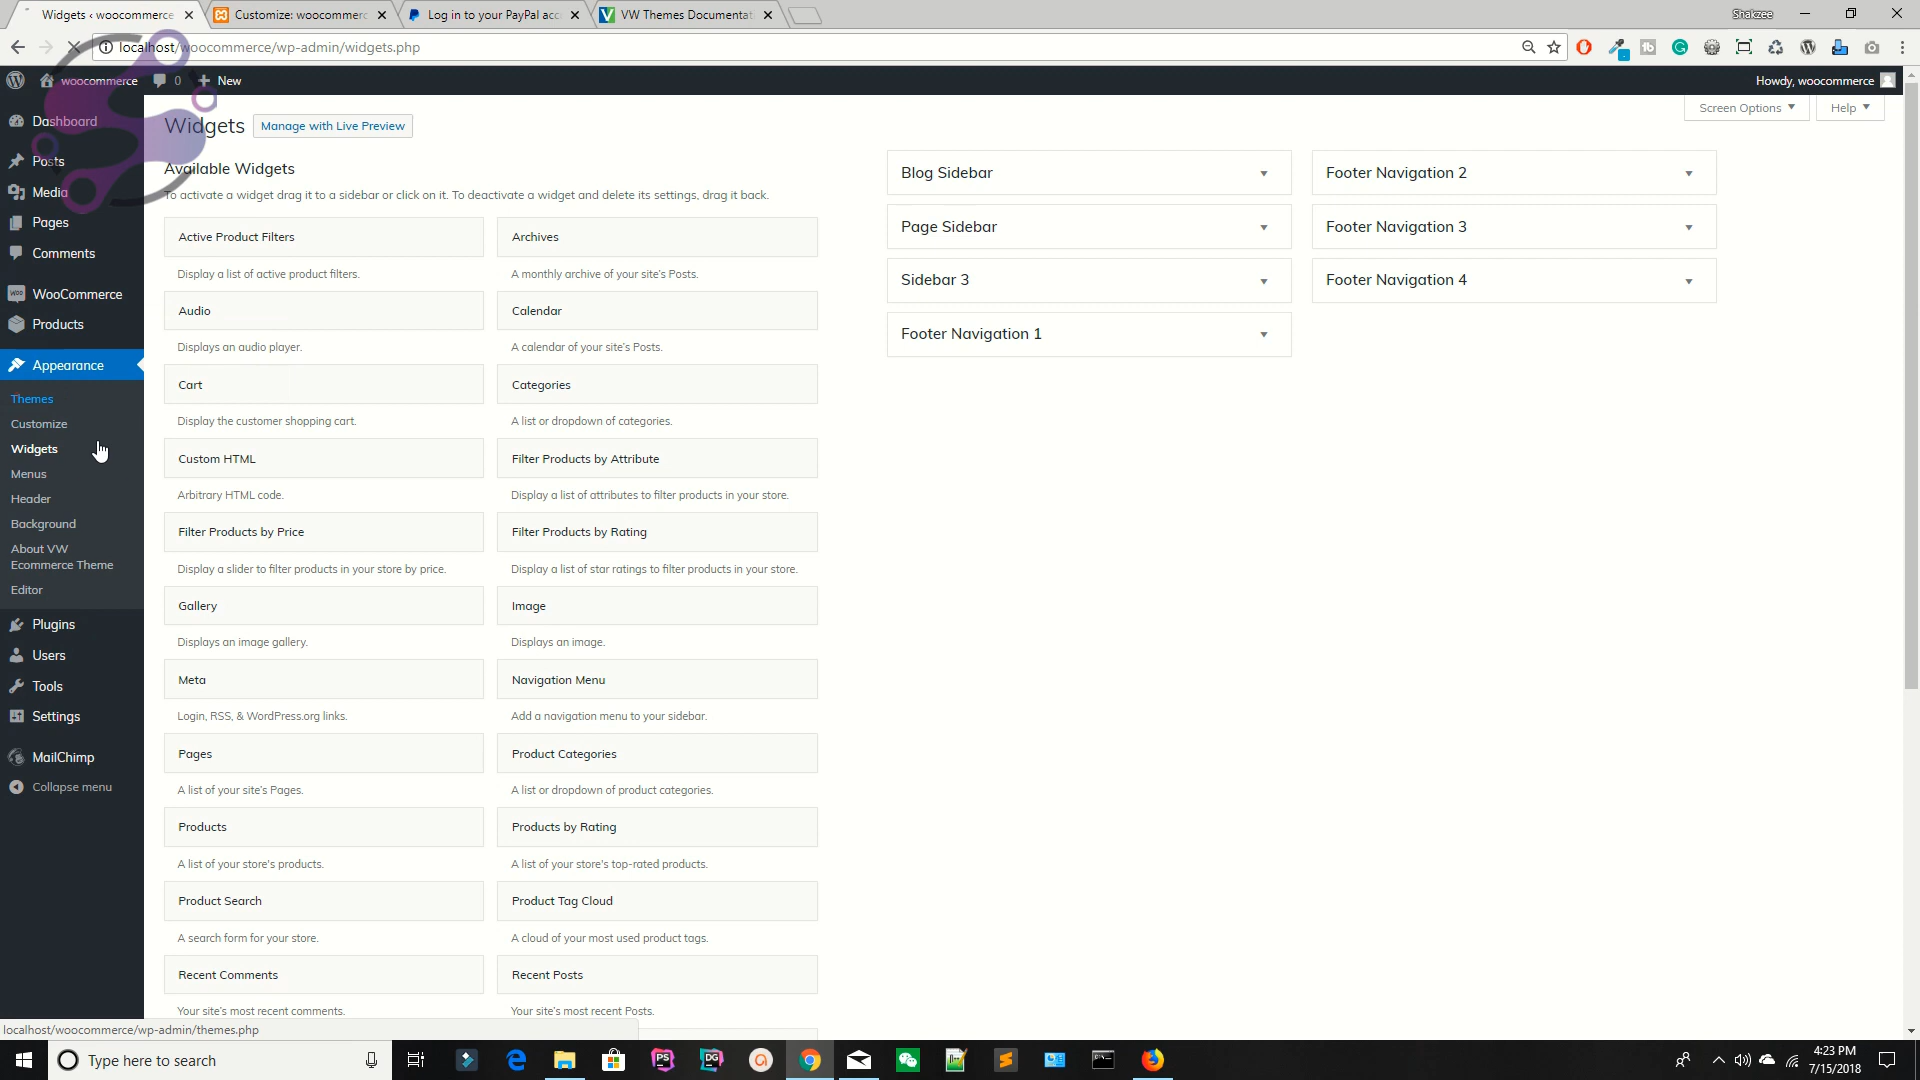 Widgets ‹ woocommerce
Customize: woocommerc
Log in to your PayPal acc
VW Themes Documentat
Shakzee
localhost/woocommerce/wp-admin/widgets.php
woocommerce
0
New
Howdy, woocommerce
Screen Options
Help
Dashboard
Posts
Media
Pages
Comments
WooCommerce
Products
Appearance
Themes
Customize
Widgets
Menus
Header
Background
About VW
Ecommerce Theme
Editor
Plugins
Users
Tools
Settings
MailChimp
Collapse menu
Widgets
Manage with Live Preview
Available Widgets
To activate a widget drag it to a sidebar or click on it. To deactivate a widget and delete its settings, drag it back.
Active Product Filters
Display a list of active product filters.
Archives
A monthly archive of your site's Posts.
Audio
Displays an audio player.
Calendar
A calendar of your site's Posts.
Cart
Display the customer shopping cart.
Categories
A list or dropdown of categories.
Custom HTML
Arbitrary HTML code.
Filter Products by Attribute
Display a list of attributes to filter products in your store.
Filter Products by Price
Display a slider to filter products in your store by price.
Filter Products by Rating
Display a list of star ratings to filter products in your store.
Gallery
Displays an image gallery.
Image
Displays an image.
Meta
Login, RSS, & WordPress.org links.
Navigation Menu
Add a navigation menu to your sidebar.
Pages
A list of your site's Pages.
Product Categories
A list or dropdown of product categories.
Products
A list of your store's products.
Products by Rating
A list of your store's top-rated products.
Product Search
A search form for your store.
Product Tag Cloud
A cloud of your most used product tags.
Recent Comments
Your site's most recent comments.
Recent Posts
Your site's most recent Posts.
Blog Sidebar
Page Sidebar
Sidebar 3
Footer Navigation 1
Footer Navigation 2
Footer Navigation 3
Footer Navigation 4
localhost/woocommerce/wp-admin/themes.php
Type here to search
4:23 PM
7/15/2018